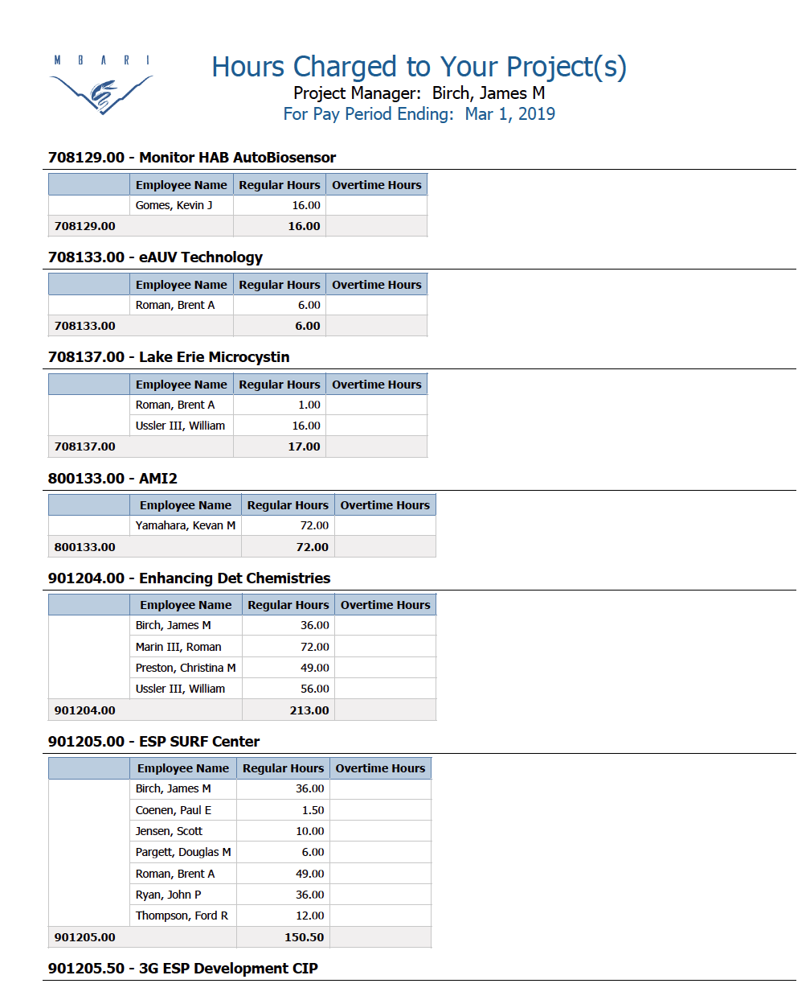 M B A R I
Hours Charged to Your Project(s)
Project Manager: Birch, James M
For Pay Period Ending: Mar 1, 2019
708129.00 - Monitor HAB AutoBiosensor
Employee Name Regular Hours Overtime Hours
Gomes, Kevin J 16.00
708129.00 16.00
708133.00 - eAUV Technology
Employee Name Regular Hours Overtime Hours
Roman, Brent A 6.00
708133.00 6.00
708137.00 - Lake Erie Microcystin
Employee Name Regular Hours Overtime Hours
Roman, Brent A 1.00
Ussler III, William 16.00
708137.00 17.00
800133.00 - AMI2
Employee Name Regular Hours Overtime Hours
Yamahara, Kevan M 72.00
800133.00 72.00
901204.00 - Enhancing Det Chemistries
Employee Name Regular Hours Overtime Hours
Birch, James M 36.00
Marin III, Roman 72.00
Preston, Christina M 49.00
Ussler III, William 56.00
901204.00 213.00
901205.00 - ESP SURF Center
Employee Name Regular Hours Overtime Hours
Birch, James M 36.00
Coenen, Paul E 1.50
Jensen, Scott 10.00
Pargett, Douglas M 6.00
Roman, Brent A 49.00
Ryan, John P 36.00
Thompson, Ford R 12.00
901205.00 150.50
901205.50 - 3G ESP Development CIP